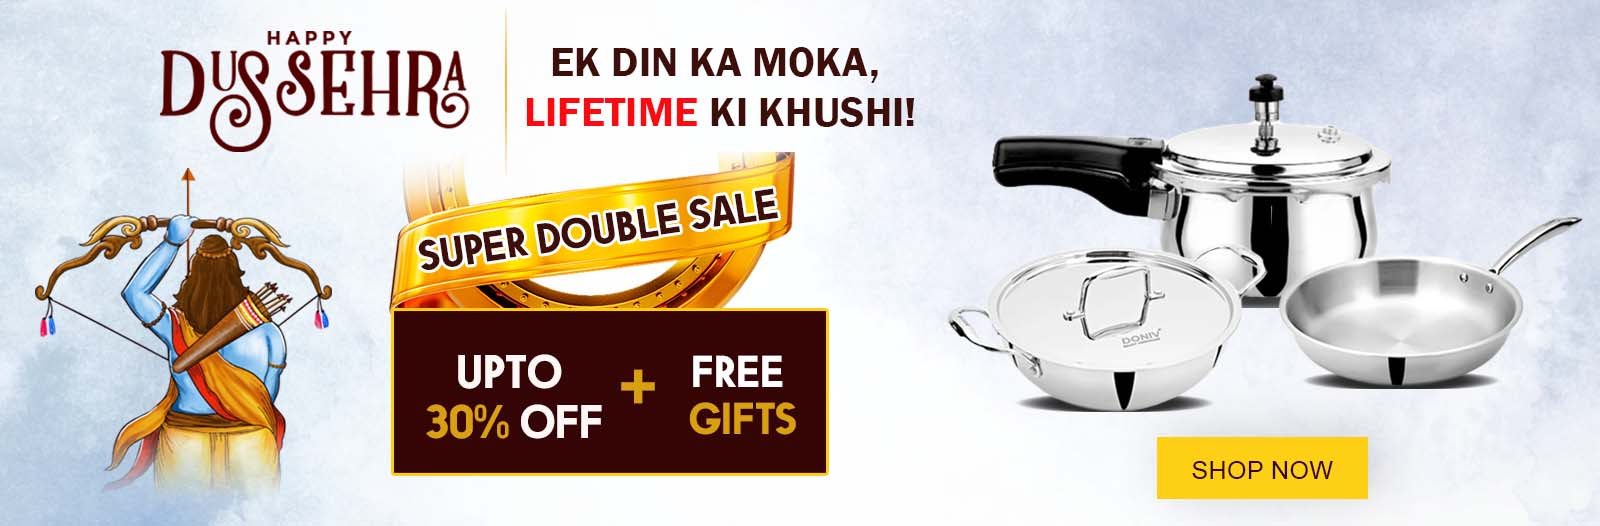 HAPPY
DUSSEHRA
EK DIN KA MOKA,
LIFETIME KI KHUSHI!
SUPER DOUBLE SALE
UPTO
30% OFF
+
FREE
GIFTS
DONIV
SHOP NOW